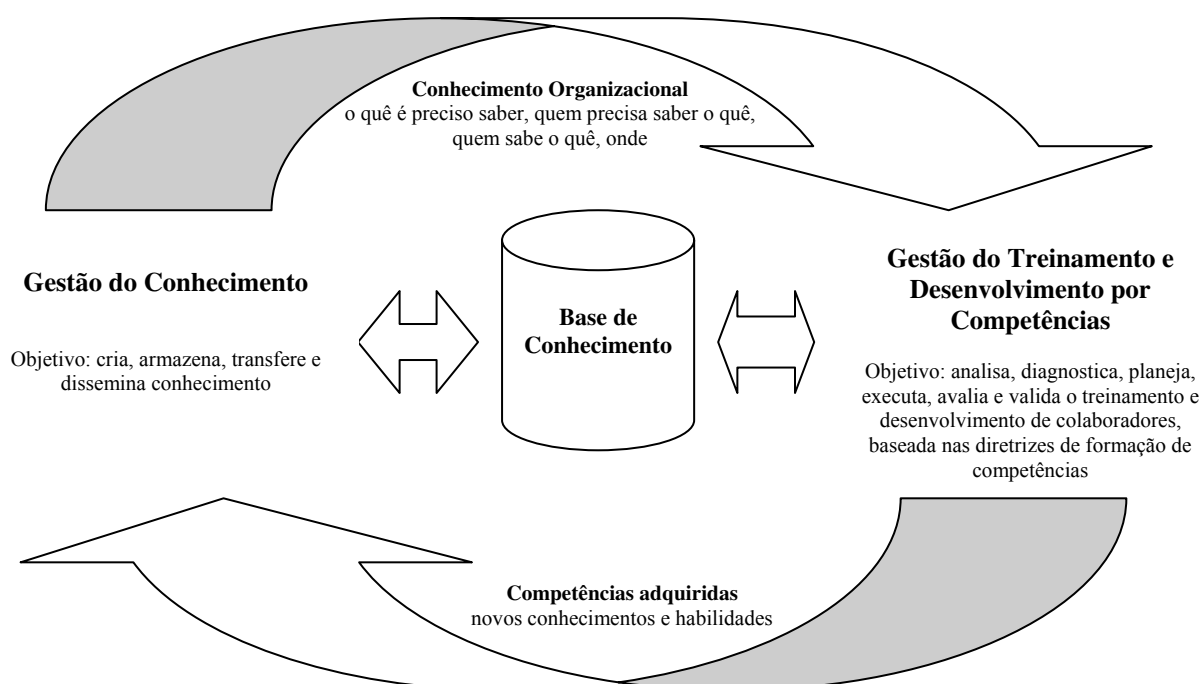 Conhecimento Organizacional
o quê é preciso saber, quem precisa saber o quê,
quem sabe o quê, onde
Gestão do Conhecimento
Objetivo: cria, armazena, transfere e
dissemina conhecimento
Base de
Conhecimento
Gestão do Treinamento e
Desenvolvimento por
Competências
Objetivo: analisa, diagnostica, planeja,
executa, avalia e valida o treinamento e
desenvolvimento de colaboradores,
baseada nas diretrizes de formação de
competências
Competências adquiridas
novos conhecimentos e habilidades